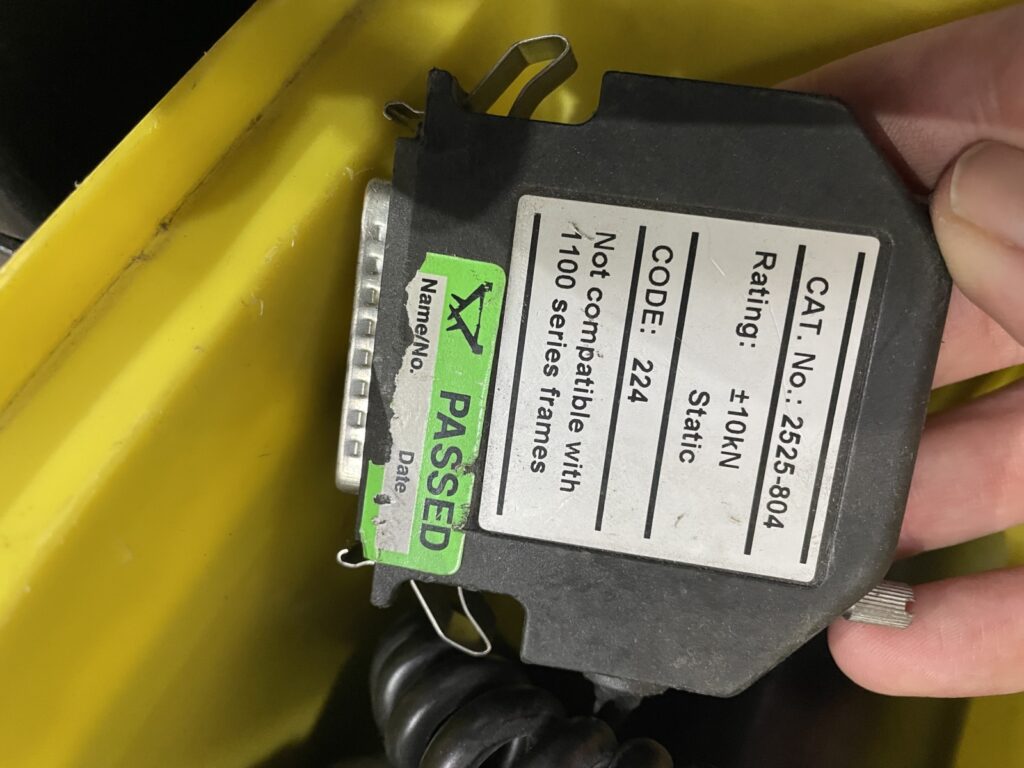 CAT. No.: 2525-804
Rating: ±10kN
Static
CODE: 224
Not compatible with
1100 series frames
PASSED
Name/No. Date